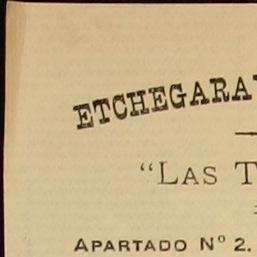 ETCHEGARA
"LAS T
APARTADO Nº 2.